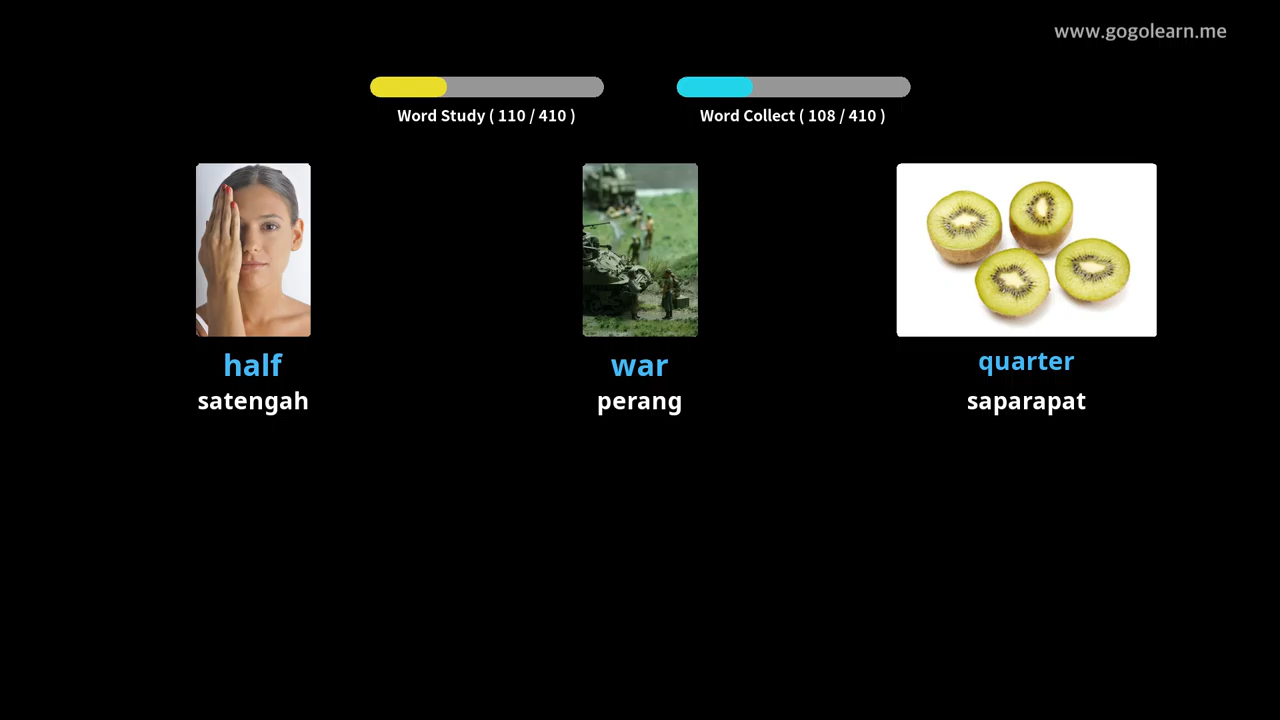 www.gogolearn.me
Word Study ( 110 / 410 )
Word Collect ( 108 / 410 )
half
satengah
war
perang
quarter
saparapat